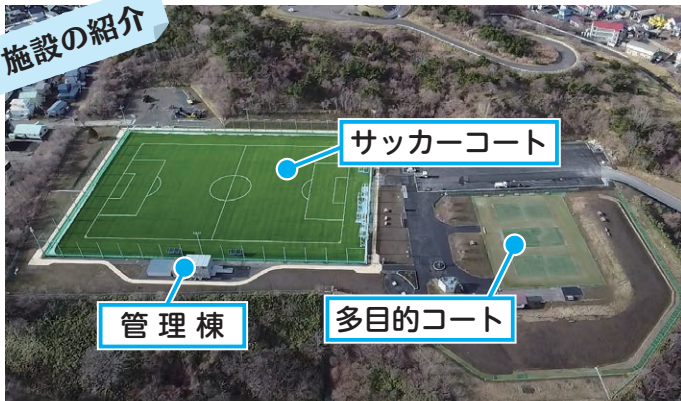 施設の紹介
サッカーコート
管理棟
多目的コート